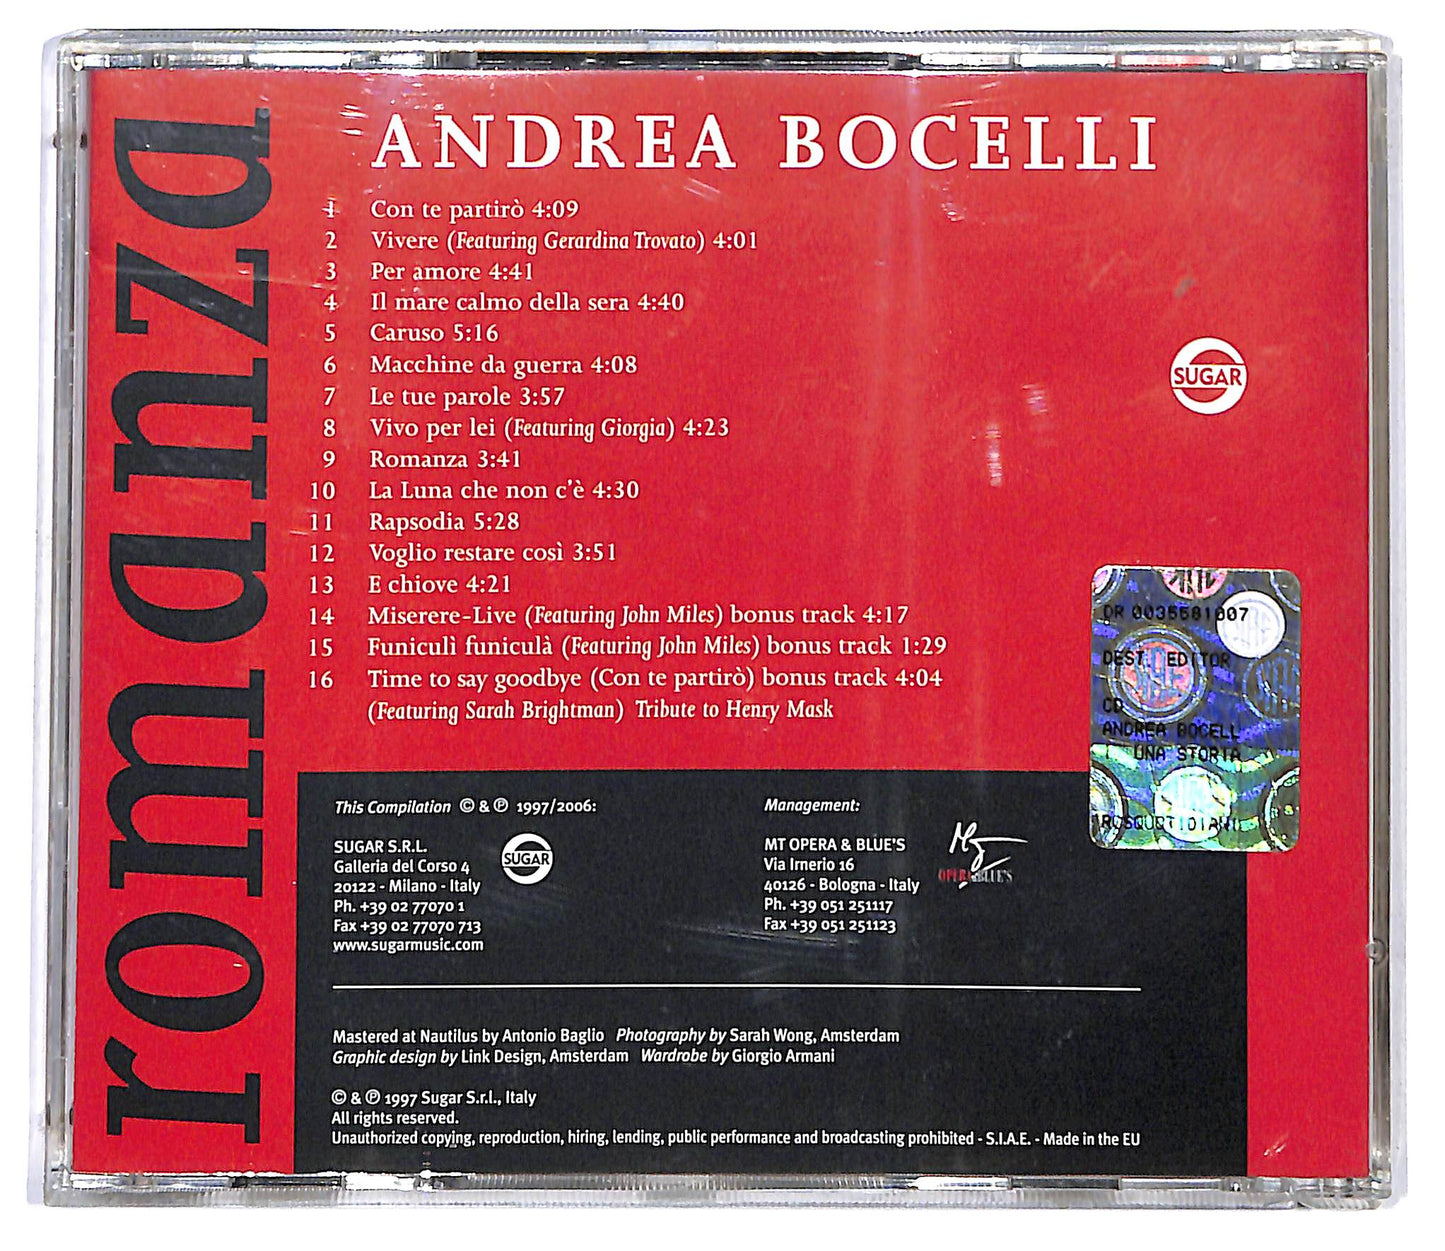 romanza
ANDREA BOCELLI
1 Con te partirò 4:09
2 Vivere (Featuring Gerardina Trovato) 4:01
3 Per amore 4:41
4 Il mare calmo della sera 4:40
5 Caruso 5:16
6 Macchine da guerra 4:08
7 Le tue parole 3:57
8 Vivo per lei (Featuring Giorgia) 4:23
9 Romanza 3:41
10 La Luna che non c'è 4:30
11 Rapsodia 5:28
12 Voglio restare così 3:51
13 E chiove 4:21
14 Miserere-Live (Featuring John Miles) bonus track 4:17
15 Funiculì funiculà (Featuring John Miles) bonus track 1:29
16 Time to say goodbye (Con te partirò) bonus track 4:04
(Featuring Sarah Brightman) Tribute to Henry Mask
SUGAR
DR 0035581007
DEST. EDITOR
CD
ANDREA BOCELL
UNA STORIA
This Compilation © & ℗ 1997/2006:
SUGAR S.R.L.
Galleria del Corso 4
20122 - Milano - Italy
Ph. +39 02 77070 1
Fax +39 02 77070 713
www.sugarmusic.com
SUGAR
Management:
MT OPERA & BLUE'S
Via Irnerio 16
40126 - Bologna - Italy
Ph. +39 051 251117
Fax +39 051 251123
OPERA&BLUE'S
Mastered at Nautilus by Antonio Baglio Photography by Sarah Wong, Amsterdam
Graphic design by Link Design, Amsterdam Wardrobe by Giorgio Armani
© & ℗ 1997 Sugar S.r.l., Italy
All rights reserved.
Unauthorized copying, reproduction, hiring, lending, public performance and broadcasting prohibited - S.I.A.E. - Made in the EU